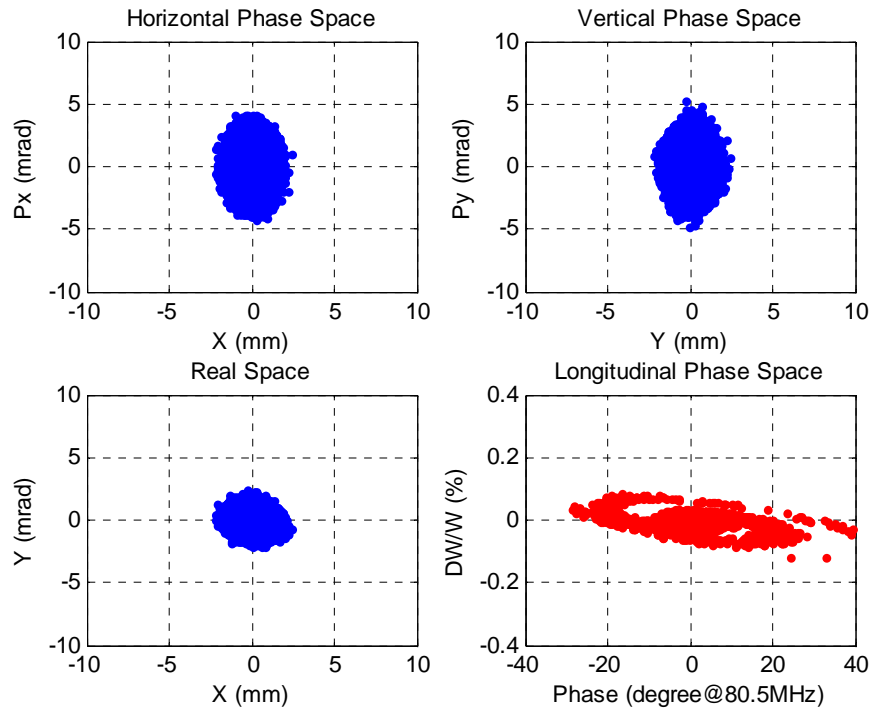 Horizontal Phase Space
10
5
0
-5
-10
Px (mrad)
-10 -5 0 5 10
X (mm)
Vertical Phase Space
10
5
0
-5
-10
Py (mrad)
-10 -5 0 5 10
Y (mm)
Real Space
10
5
0
-5
-10
Y (mrad)
-10 -5 0 5 10
X (mm)
Longitudinal Phase Space
0.4
0.2
0
-0.2
-0.4
DW/W (%)
-40 -20 0 20 40
Phase (degree@80.5MHz)